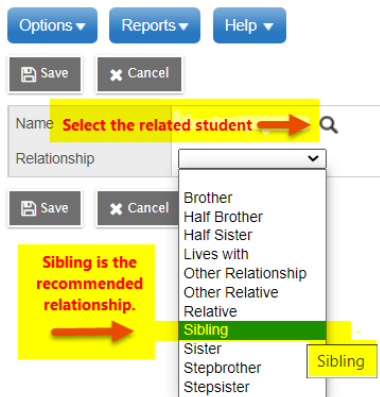 Options Reports Help
Save Cancel
Name Select the related student
Relationship
Save Cancel
Brother
Half Brother
Half Sister
Lives with
Other Relationship
Other Relative
Relative
Sibling
Sister
Stepbrother
Stepsister
Sibling is the
recommended
relationship.
Sibling